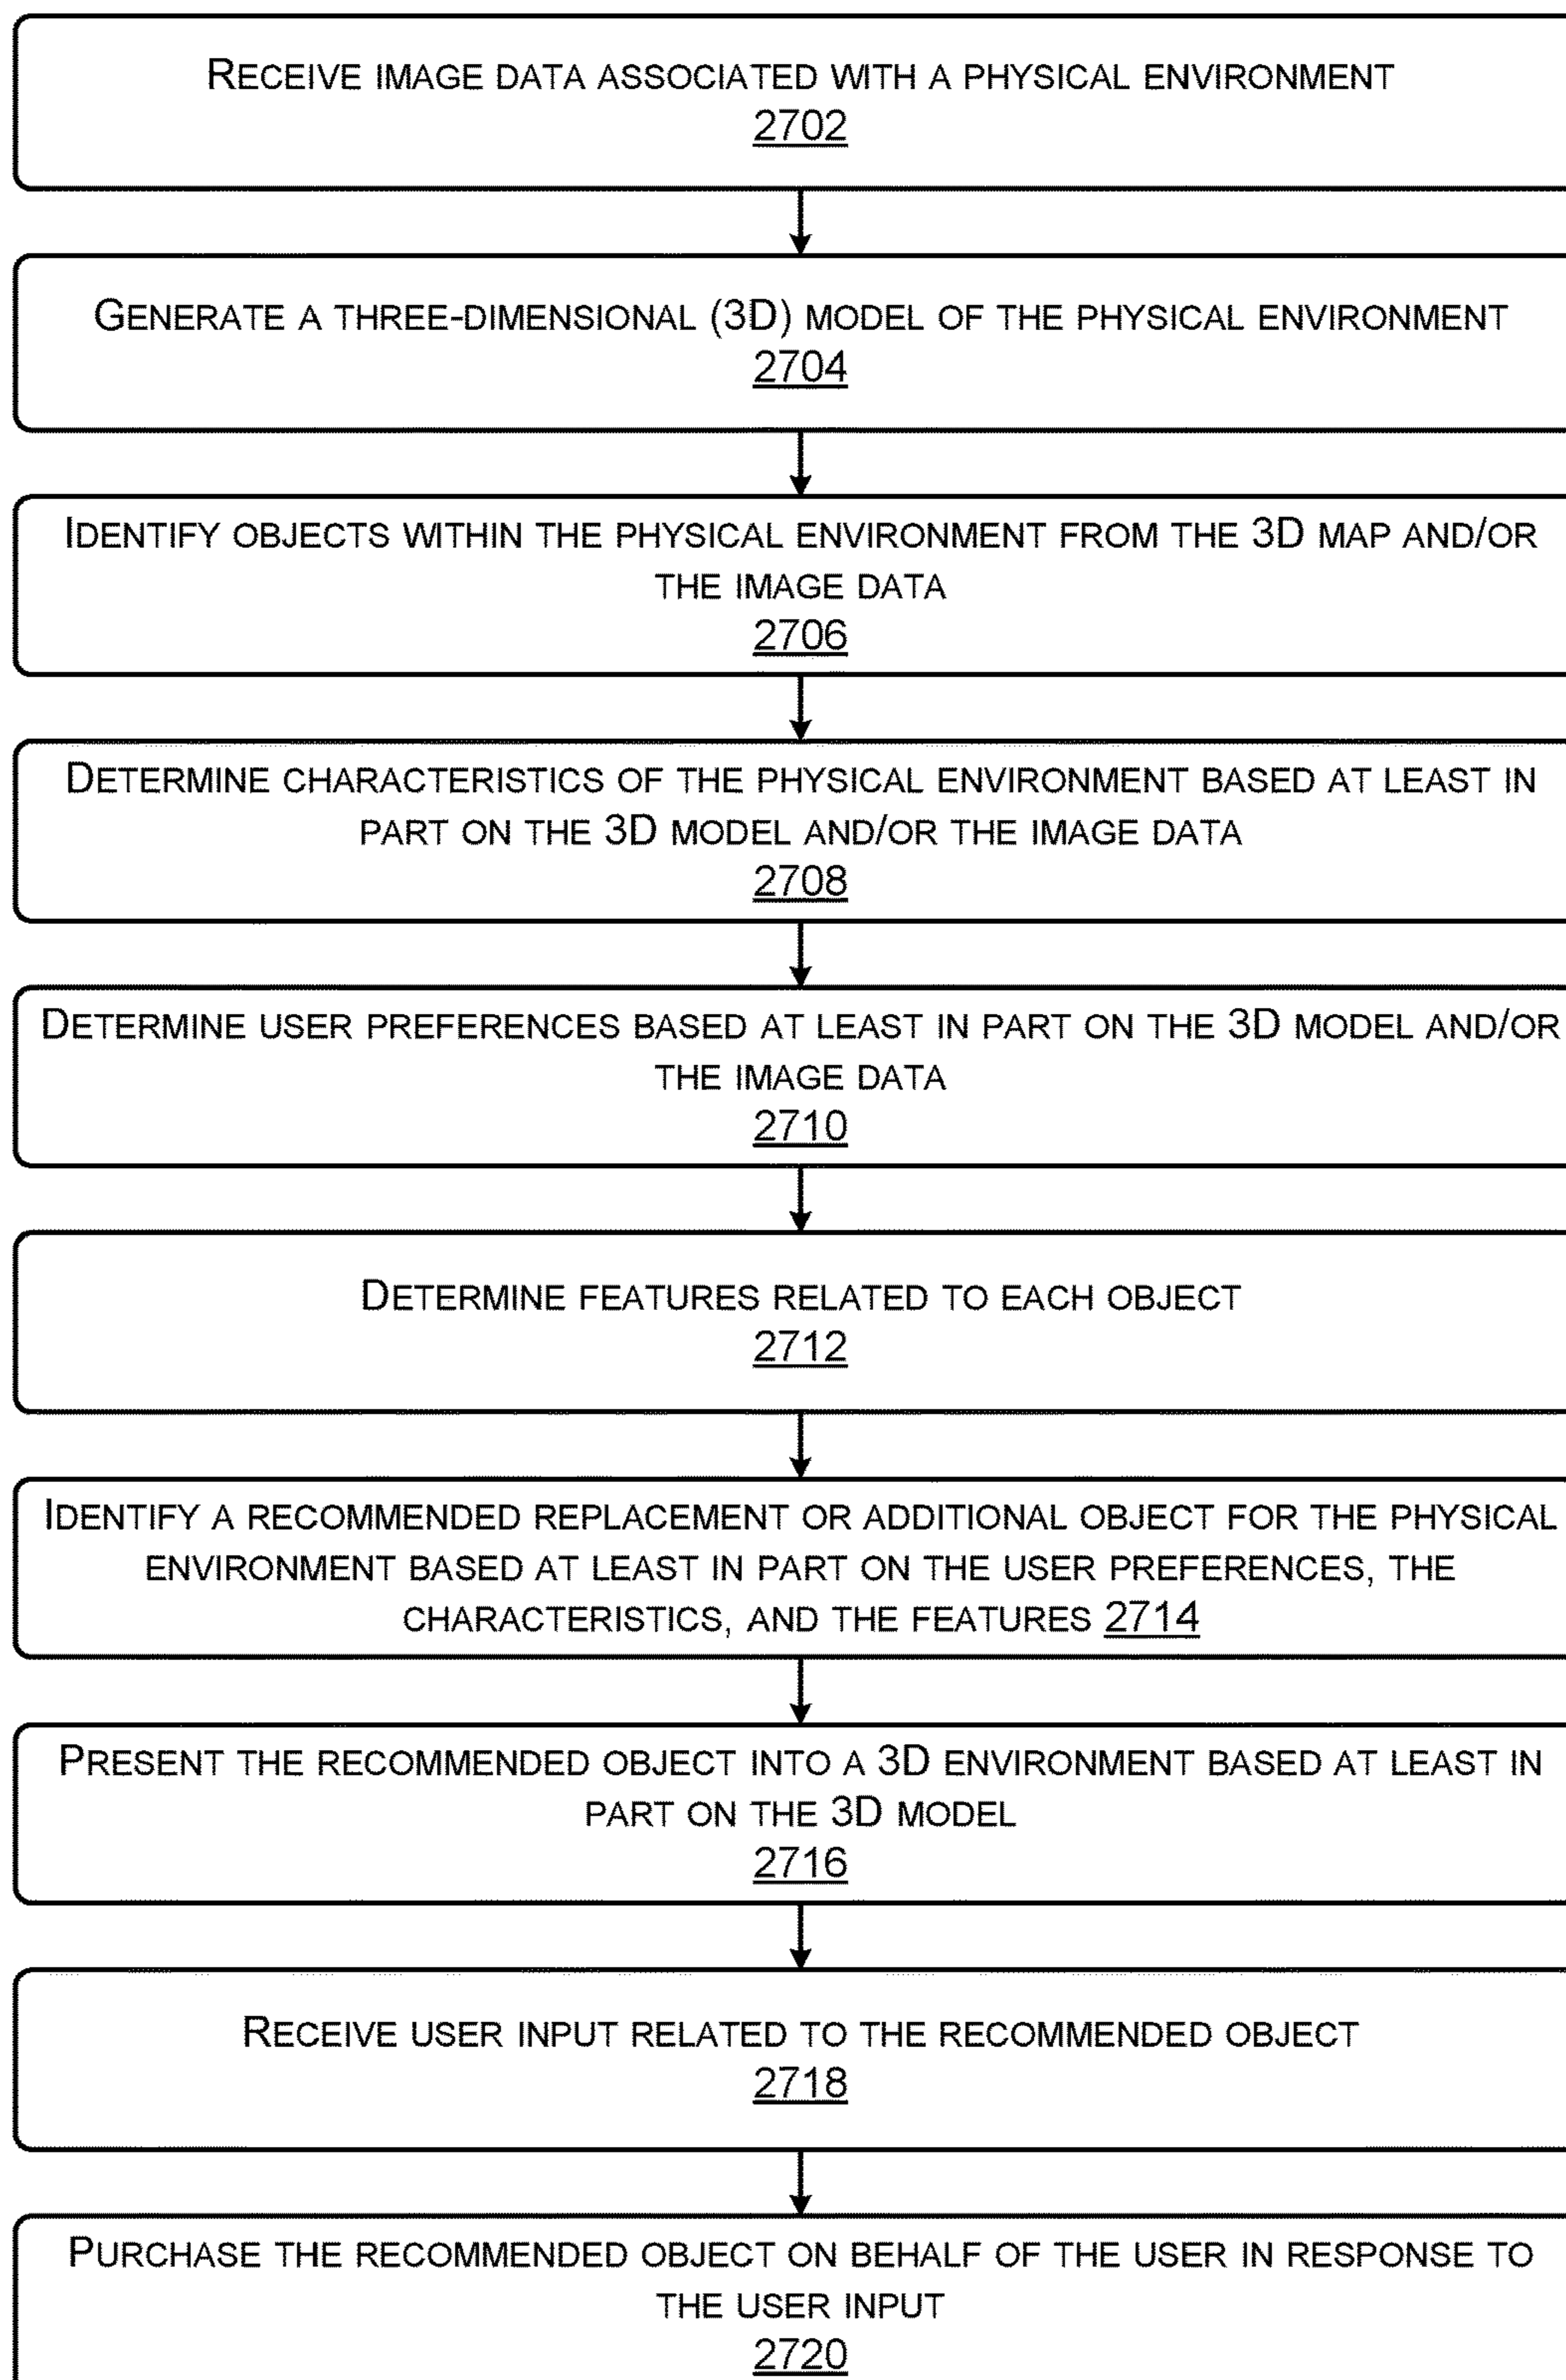 RECEIVE IMAGE DATA ASSOCIATED WITH A PHYSICAL ENVIRONMENT
2702
GENERATE A THREE-DIMENSIONAL (3D) MODEL OF THE PHYSICAL ENVIRONMENT
2704
IDENTIFY OBJECTS WITHIN THE PHYSICAL ENVIRONMENT FROM THE 3D MAP AND/OR
THE IMAGE DATA
2706
DETERMINE CHARACTERISTICS OF THE PHYSICAL ENVIRONMENT BASED AT LEAST IN
PART ON THE 3D MODEL AND/OR THE IMAGE DATA
2708
DETERMINE USER PREFERENCES BASED AT LEAST IN PART ON THE 3D MODEL AND/OR
THE IMAGE DATA
2710
DETERMINE FEATURES RELATED TO EACH OBJECT
2712
IDENTIFY A RECOMMENDED REPLACEMENT OR ADDITIONAL OBJECT FOR THE PHYSICAL
ENVIRONMENT BASED AT LEAST IN PART ON THE USER PREFERENCES, THE
CHARACTERISTICS, AND THE FEATURES 2714
PRESENT THE RECOMMENDED OBJECT INTO A 3D ENVIRONMENT BASED AT LEAST IN
PART ON THE 3D MODEL
2716
RECEIVE USER INPUT RELATED TO THE RECOMMENDED OBJECT
2718
PURCHASE THE RECOMMENDED OBJECT ON BEHALF OF THE USER IN RESPONSE TO
THE USER INPUT
2720